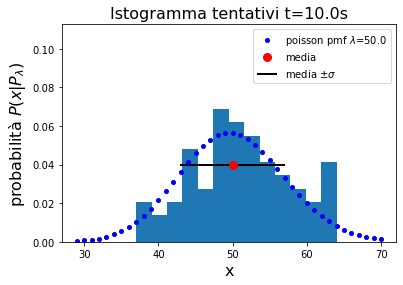 Istogramma tentativi t=10.0s
poisson pmf λ=50.0
media
media ±σ
probabilità P(x|Pλ)
0.10
0.08
0.06
0.04
0.02
0.00
30
40
50
60
70
x